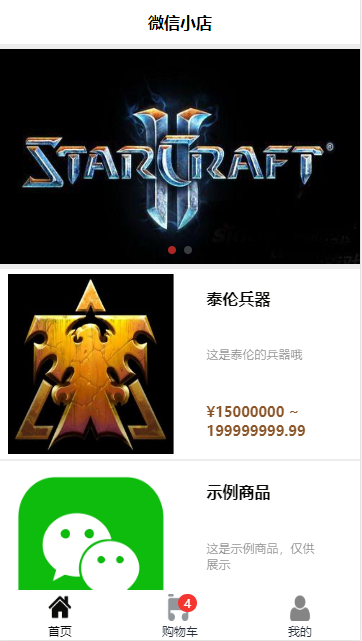 微信小店
STARCRAFT®
II
泰伦兵器
这是泰伦的兵器哦
¥15000000 ~
199999999.99
示例商品
这是示例商品，仅供
展示
首页
4
购物车
我的